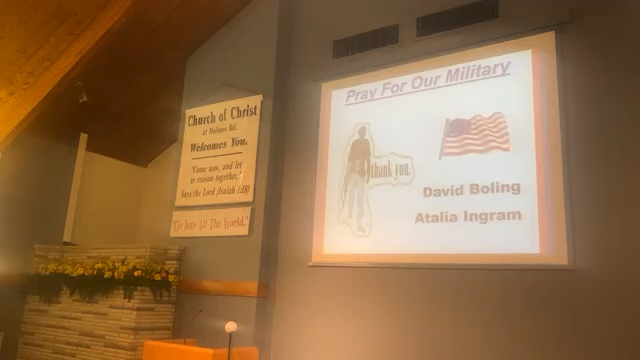 Church of Christ
at Holmes Rd.
Welcomes You.
"Come now, and let
us reason together,"
Says the Lord (Isaiah 1:18)
"Go Into All The World."
Pray For Our Military
thank you.
David Boling
Atalia Ingram